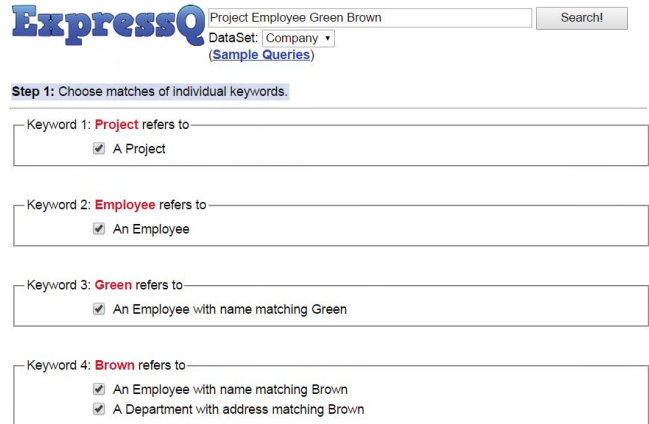 ExpressQ
Project Employee Green Brown
Search!
DataSet: Company
(Sample Queries)
Step 1: Choose matches of individual keywords.
Keyword 1: Project refers to
A Project
Keyword 2: Employee refers to
An Employee
Keyword 3: Green refers to
An Employee with name matching Green
Keyword 4: Brown refers to
An Employee with name matching Brown
A Department with address matching Brown